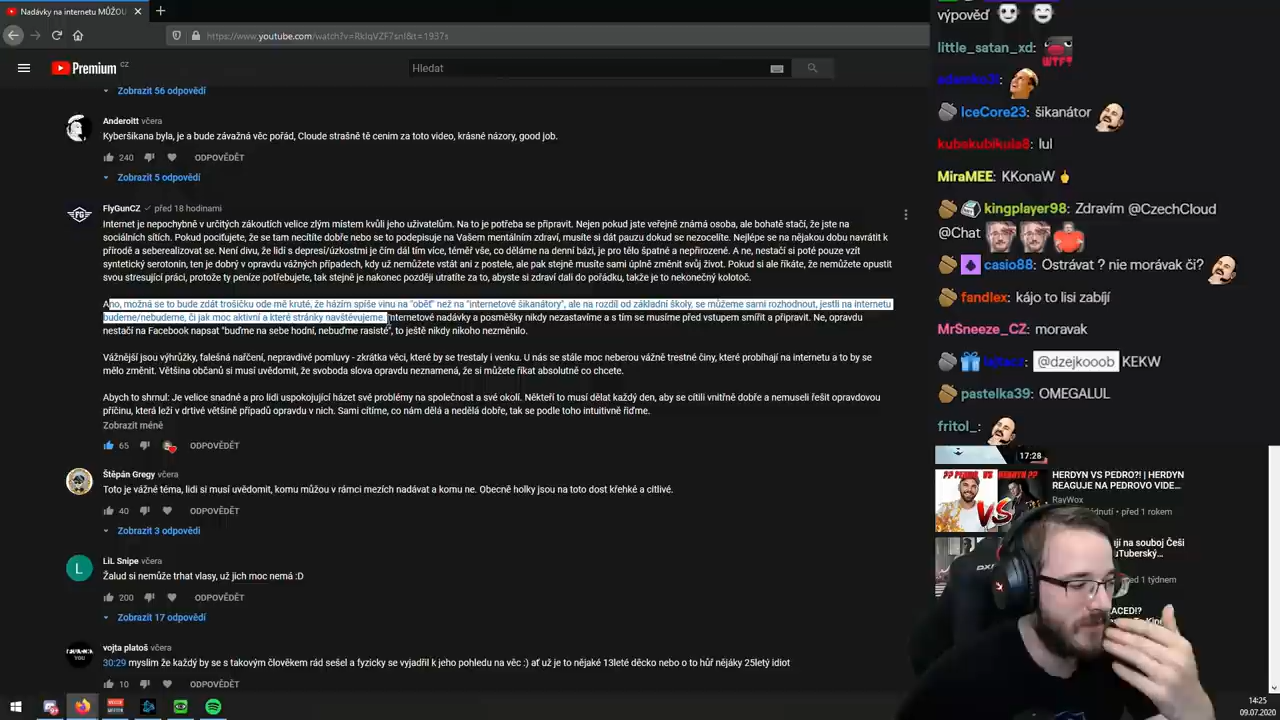 Nadávky na internetu MŮŽOU
https://www.youtube.com/watch?v=RkIqVZF7snI&t=1937s
Premium CZ
Hledat
Zobrazit 56 odpovědí
Anderoitt včera
Kyberšikana byla, je a bude závažná věc pořád, Cloude strašně tě cenim za toto video, krásné názory, good job.
240 ODPOVĚDĚT
Zobrazit 5 odpovědí
FlyGunCZ před 18 hodinami
Internet je nepochybně v určitých zákoutích velice zlým místem kvůli jeho uživatelům. Na to je potřeba se připravit. Nejen pokud jste veřejně známá osoba, ale bohatě stačí, že jste na
sociálních sítích. Pokud pociťujete, že se tam necítíte dobře nebo se to podepisuje na Vašem mentálním zdraví, musíte si dát pauzu dokud se nezocelíte. Nejlépe se na nějakou dobu navrátit k
přírodě a seberealizovat se. Není divu, že lidí s depresí/úzkostmi je čím dál tím více, téměř vše, co děláme na denní bázi, je pro tělo špatné a nepřirozené. A ne, nestačí si poté pouze vzít
syntetický serotonin, ten je dobrý v opravdu vážných případech, kdy už nemůžete vstát ani z postele, ale pak stejně musíte sami úplně změnit svůj život. Pokud si ale říkáte, že nemůžete opustit
svou stresující práci, protože ty peníze potřebujete, tak stejně je nakonec později utratíte za to, abyste si zdraví dali do pořádku, takže je to nekonečný kolotoč.
Ano, možná se to bude zdát trošičku ode mě kruté, že házím spíše vinu na "oběť" než na "internetové šikanátory", ale na rozdíl od základní školy, se můžeme sami rozhodnout, jestli na internetu
budeme/nebudeme, či jak moc aktivní a které stránky navštěvujeme. Internetové nadávky a posměšky nikdy nezastavíme a s tím se musíme před vstupem smířit a připravit. Ne, opravdu
nestačí na Facebook napsat "buďme na sebe hodní, nebuďme rasisté", to ještě nikdy nikoho nezměnilo.
Vážnější jsou výhrůžky, falešná nařčení, nepravdivé pomluvy - zkrátka věci, které by se trestaly i venku. U nás se stále moc neberou vážně trestné činy, které probíhají na internetu a to by se
mělo změnit. Většina občanů si musí uvědomit, že svoboda slova opravdu neznamená, že si můžete říkat absolutně co chcete.
Abych to shrnul: Je velice snadné a pro lidi uspokojující házet své problémy na společnost a své okolí. Někteří to musí dělat každý den, aby se cítili vnitřně dobře a nemuseli řešit opravdovou
příčinu, která leží v drtivé většině případů opravdu v nich. Sami cítíme, co nám dělá a nedělá dobře, tak se podle toho intuitivně řiďme.
Zobrazit méně
65 ODPOVĚDĚT
Štěpán Gregy včera
Toto je vážné téma, lidi si musí uvědomit, komu můžou v rámci mezích nadávat a komu ne. Obecně holky jsou na toto dost křehké a citlivé.
40 ODPOVĚDĚT
Zobrazit 3 odpovědi
L
LiL Snipe včera
Žalud si nemůže trhat vlasy, už jich moc nemá :D
200 ODPOVĚDĚT
Zobrazit 17 odpovědí
vojta platoš včera
30:29 myslim že každý by se s takovým člověkem rád sešel a fyzicky se vyjadřil k jeho pohledu na věc :) ať už je to nějaké 13leté děcko nebo o to hůř nějáky 25letý idiot
10 ODPOVĚDĚT
výpověď
little_satan_xd:
WTF?
IceCore23: šikanátor
kubakubikula8: lul
MiraMEE: KKonaW
kingplayer98: Zdravím @CzechCloud
@Chat
casio88: Ostrávat ? nie morávak či?
fandlex: kájo to lisi zabíjí
MrSneeze_CZ: moravak
lajtacz: @dzejkooob KEKW
pastelka39: OMEGALUL
fritol_:
17:28
VS
HERDYN VS PEDRO?! | HERDYN
REAGUJE NA PEDROVO VIDE...
RayWox
před 1 rokem
na souboj Češi
uTuberský...
před 1 týdnem
14:25
09.07.2020